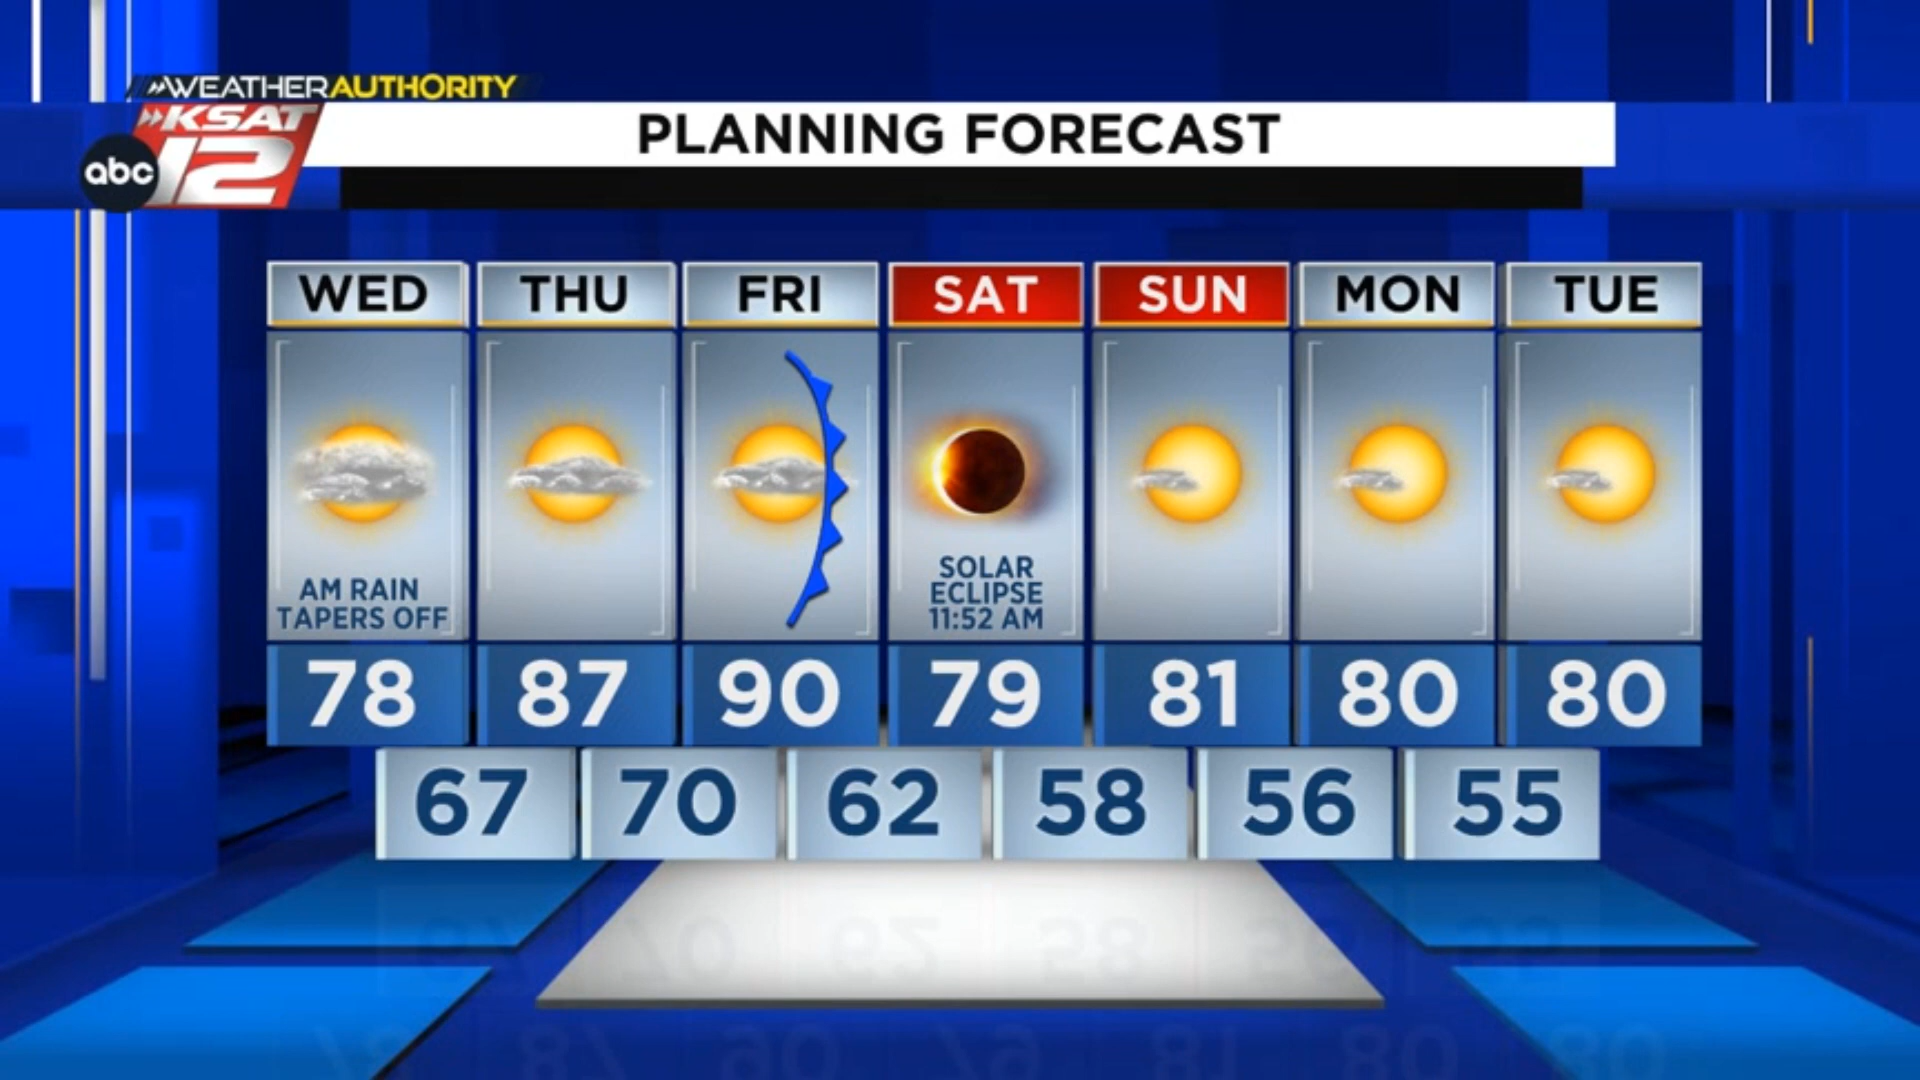 WEATHERAUTHORITY
KSAT
abc
12
PLANNING FORECAST
WED THU FRI SAT SUN MON TUE
AM RAIN
TAPERS OFF
SOLAR
ECLIPSE
11:52 AM
78 87 90 79 81 80 80
67 70 62 58 56 55